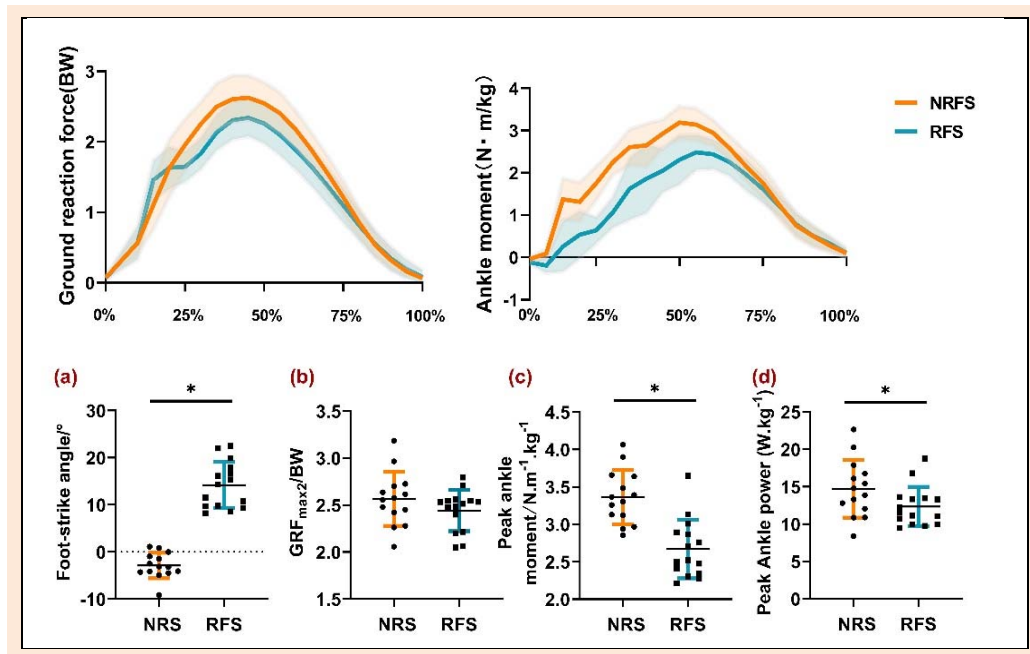 Ground reaction force(BW)
3
2
1
0
0%
25%
50%
75%
100%
Ankle moment(N· m/kg)
4
3
2
1
0
-1
0%
25%
50%
75%
100%
NRFS
RFS
(a)
*
Foot-strike angle/°
30
20
10
0
-10
NRS
RFS
(b)
GRFmax2/BW
3.5
3.0
2.5
2.0
1.5
NRS
RFS
(c)
*
Peak ankle
moment/N.m⁻¹.kg⁻¹
4.5
4.0
3.5
3.0
2.5
2.0
NRS
RFS
(d)
*
Peak Ankle power (W.kg⁻¹)
25
20
15
10
5
0
NRS
RFS